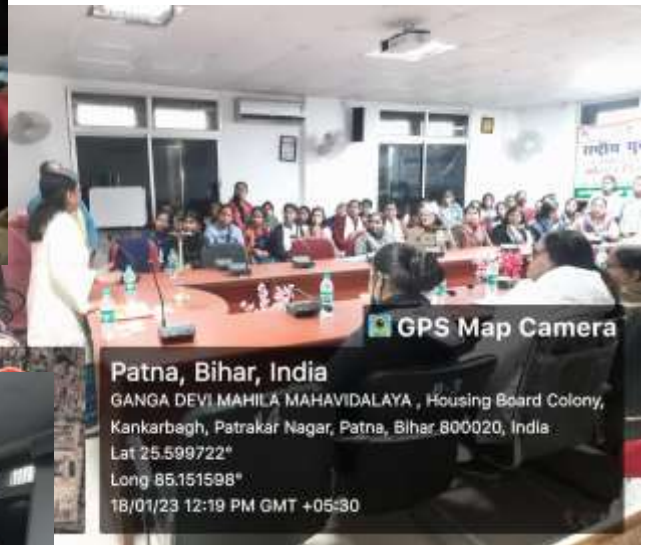 राष्ट्रीय
GPS Map Camera
Patna, Bihar, India
GANGA DEVI MAHILA MAHAVIDALAYA , Housing Board Colony,
Kankarbagh, Patrakar Nagar, Patna, Bihar 800020, India
Lat 25.599722°
Long 85.151598°
18/01/23 12:19 PM GMT +05:30